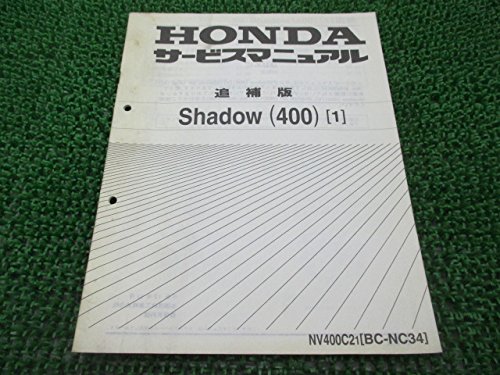 HONDA
サービスマニュアル
追補版
Shadow (400) [1]
NV400C21[BC-NC34]